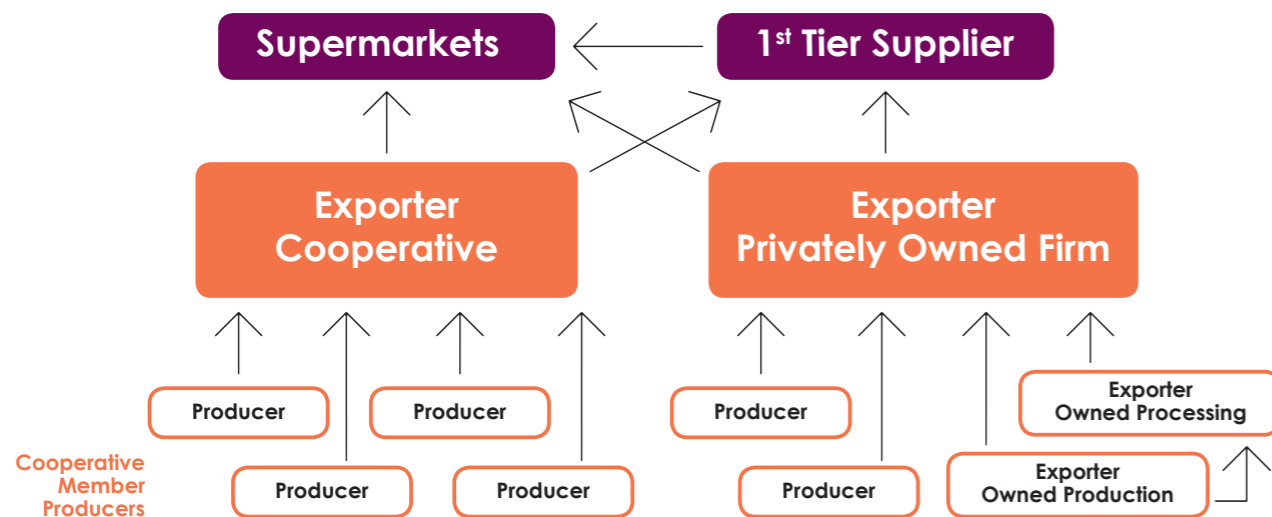 Supermarkets
1st Tier Supplier
Exporter
Cooperative
Exporter
Privately Owned Firm
Producer
Producer
Producer
Exporter
Owned Processing
Cooperative
Member
Producers
Producer
Producer
Producer
Exporter
Owned Production